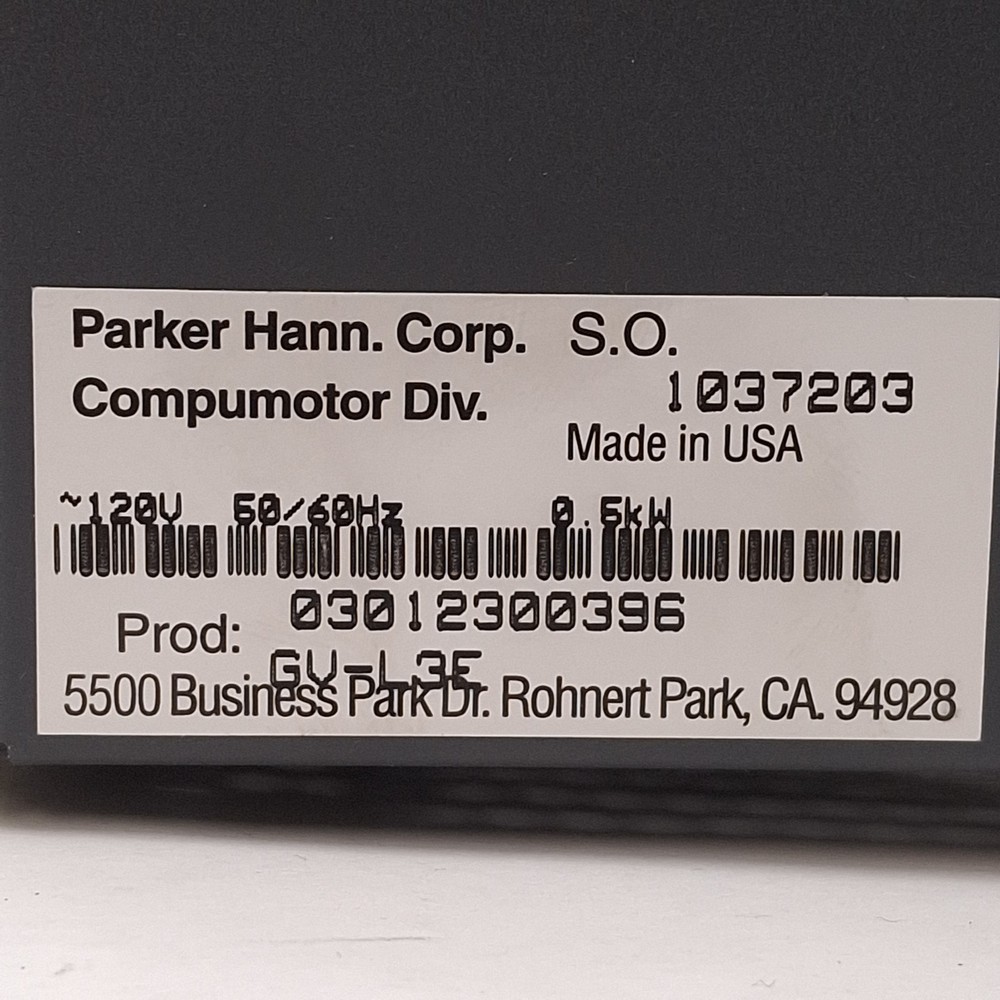 Parker Hann. Corp. S.O.
Compumotor Div. 1037203
Made in USA
~120V 50/60Hz 0.5kW
03012300396
Prod: GV-L3E
5500 Business Park Dr. Rohnert Park, CA. 94928